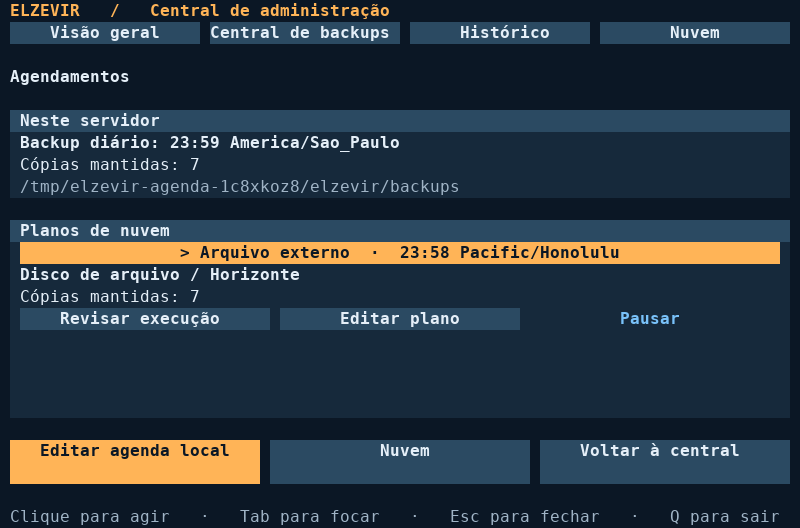 ELZEVIR / Central de administração
Visão geral Central de backups Histórico Nuvem
Agendamentos
Neste servidor
Backup diário: 23:59 America/Sao_Paulo
Cópias mantidas: 7
/tmp/elzevir-agenda-1c8xkoz8/elzevir/backups
Planos de nuvem
> Arquivo externo · 23:58 Pacific/Honolulu
Disco de arquivo / Horizonte
Cópias mantidas: 7
Revisar execução Editar plano Pausar
Editar agenda local Nuvem Voltar à central
Clique para agir · Tab para focar · Esc para fechar · Q para sair